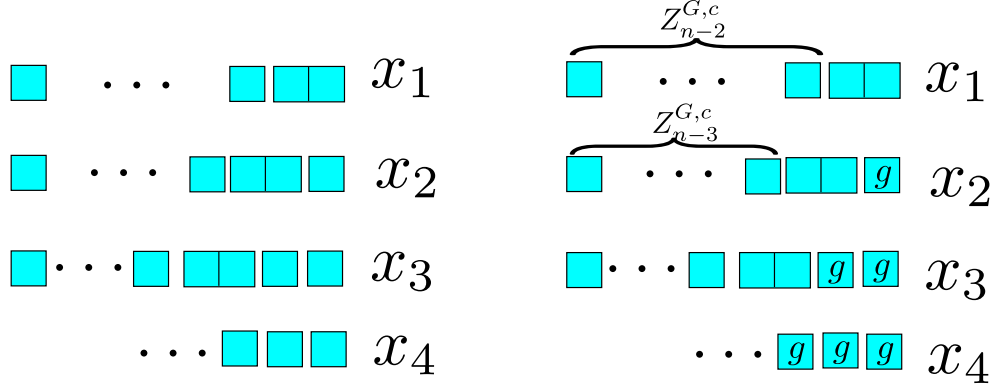 Z_{n-2}^{G,c}
··· x_1 ··· x_1
Z_{n-3}^{G,c}
··· x_2 ··· g x_2
··· x_3 ··· g g x_3
··· x_4 ··· g g g x_4